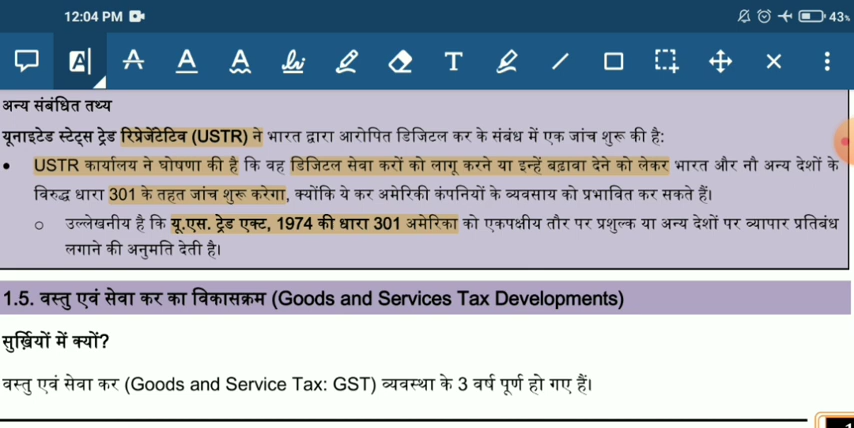 12:04 PM
43%
T
अन्य संबंधित तथ्य
यूनाइटेड स्टेट्स ट्रेड रिप्रेजेंटेटिव (USTR) ने भारत द्वारा आरोपित डिजिटल कर के संबंध में एक जांच शुरू की है:
• USTR कार्यालय ने घोषणा की है कि वह डिजिटल सेवा करों को लागू करने या इन्हें बढ़ावा देने को लेकर भारत और नौ अन्य देशों के
विरुद्ध धारा 301 के तहत जांच शुरू करेगा, क्योंकि ये कर अमेरिकी कंपनियों के व्यवसाय को प्रभावित कर सकते हैं।
○ उल्लेखनीय है कि यू.एस. ट्रेड एक्ट, 1974 की धारा 301 अमेरिका को एकपक्षीय तौर पर प्रशुल्क या अन्य देशों पर व्यापार प्रतिबंध
लगाने की अनुमति देती है।
1.5. वस्तु एवं सेवा कर का विकासक्रम (Goods and Services Tax Developments)
सुर्ख़ियों में क्यों?
वस्तु एवं सेवा कर (Goods and Service Tax: GST) व्यवस्था के 3 वर्ष पूर्ण हो गए हैं।